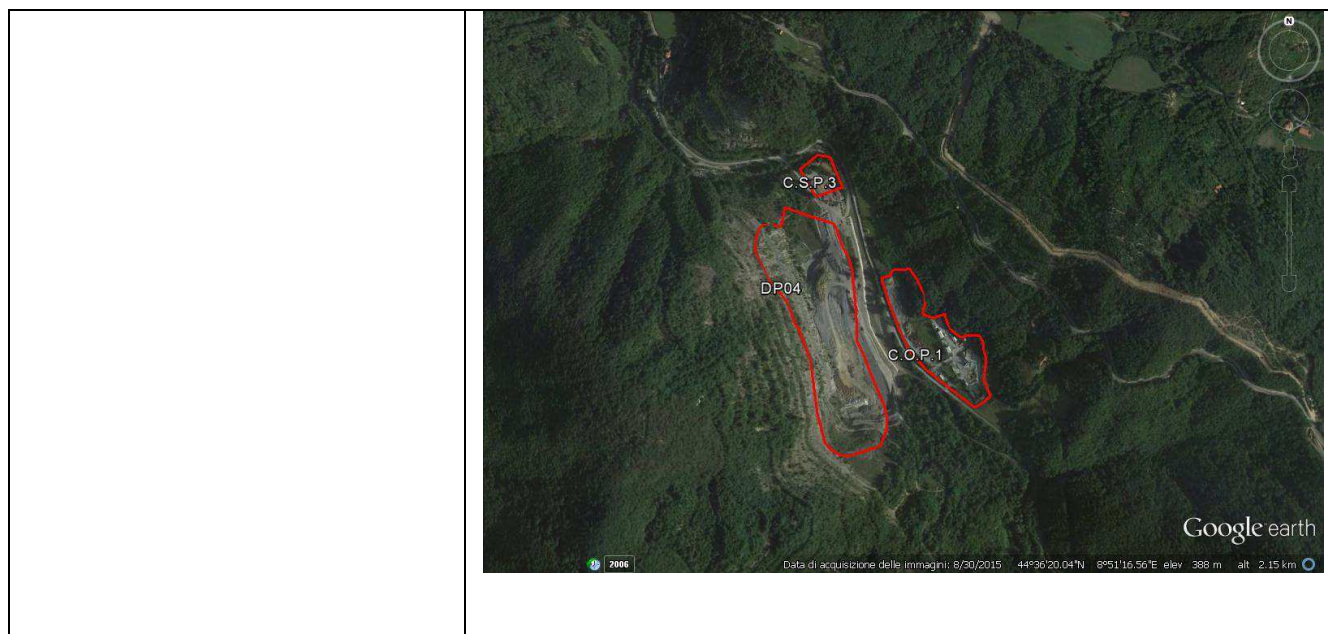 N
C.S.P.3
DP04
C.O.P.1
Google earth
2006
Data di acquisizione delle immagini: 8/30/2015 44°36'20.04"N 8°51'16.56"E elev 388 m alt 2.15 km